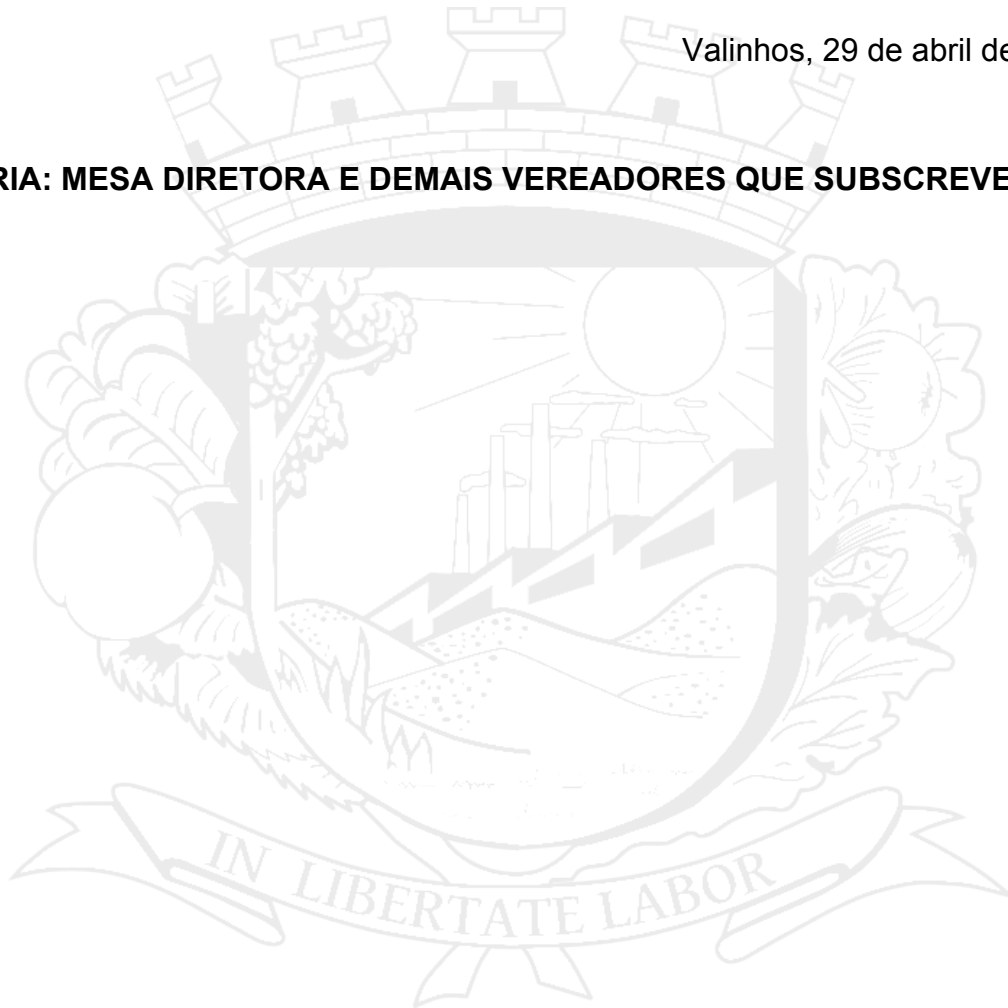 Valinhos, 29 de abril de
RIA: MESA DIRETORA E DEMAIS VEREADORES QUE SUBSCREVE
IN LIBERTATE LABOR